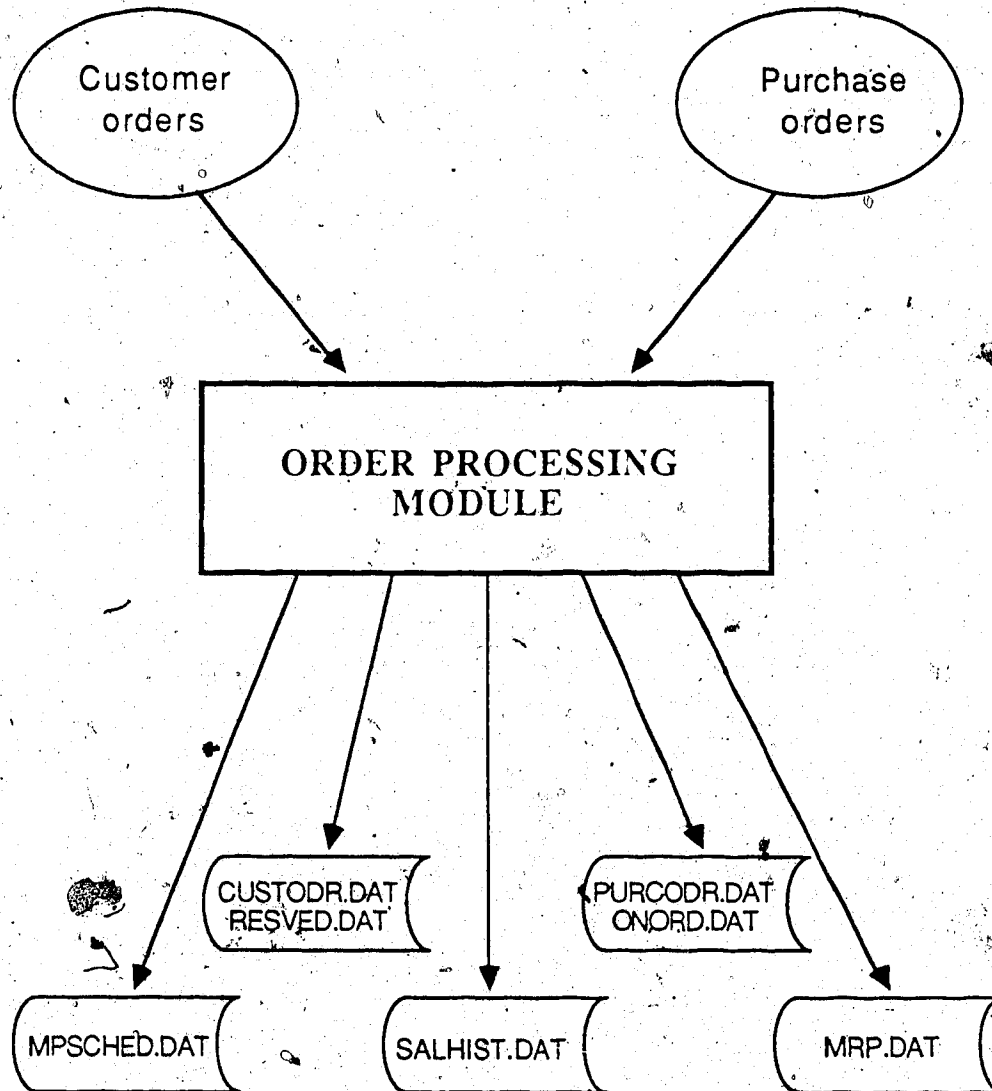 Customer
orders
Purchase
orders
ORDER PROCESSING
MODULE
CUSTODR.DAT
RESVED.DAT
PURCODR.DAT
ONORD.DAT
MPSCHED.DAT
SALHIST.DAT
MRP.DAT